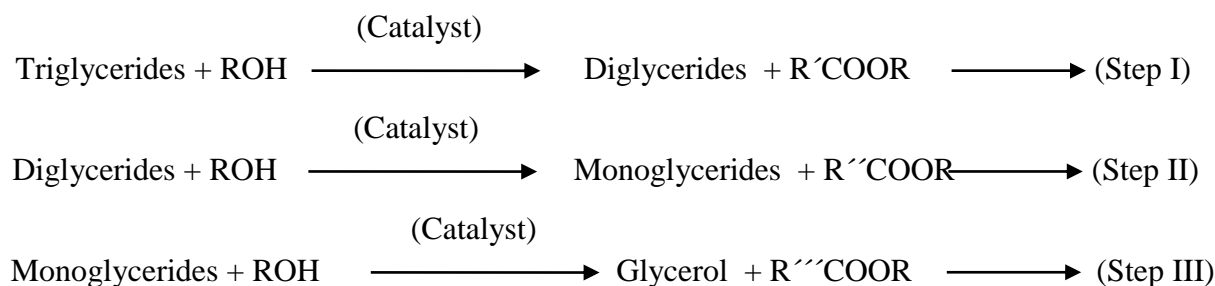 (Catalyst)
Triglycerides + ROH ⟶ Diglycerides + R´COOR ⟶ (Step I)
(Catalyst)
Diglycerides + ROH ⟶ Monoglycerides + R´´COOR ⟶ (Step II)
(Catalyst)
Monoglycerides + ROH ⟶ Glycerol + R´´´COOR ⟶ (Step III)